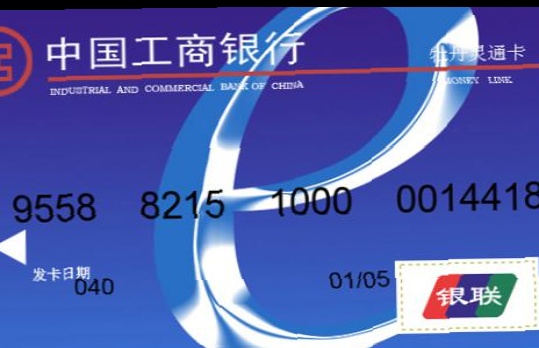 中国工商银行
INDUSTRIAL AND COMMERCIAL BANK OF CHINA
牡丹灵通卡
MONEY LINK
9558 8215 1000 0014418
发卡日期
040 01/05
银联